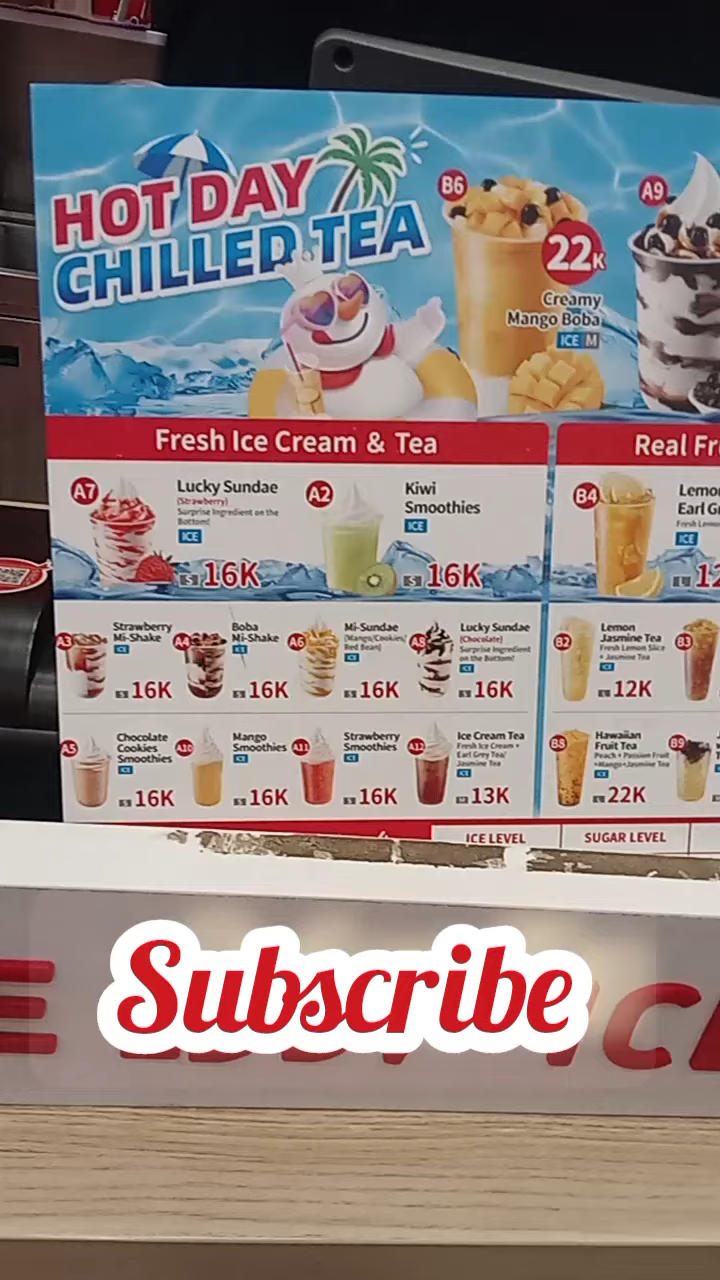 HOT DAY
CHILLED TEA
B6
22K
Creamy
Mango Boba
ICE M
A9
Fresh Ice Cream & Tea
A7
Lucky Sundae
(Strawberry)
Surprise Ingredient on the
Bottom!
ICE
S 16K
A2
Kiwi
Smoothies
ICE
S 16K
A3
Strawberry
Mi-Shake
ICE
16K
A4
Boba
Mi-Shake
ICE
16K
A6
Mi-Sundae
(Mango/Cookies/
Red Bean)
ICE
16K
A8
Lucky Sundae
(Chocolate)
Surprise Ingredient
on the Bottom!
ICE
16K
A5
Chocolate
Cookies
Smoothies
ICE
16K
A10
Mango
Smoothies
ICE
16K
A11
Strawberry
Smoothies
ICE
16K
A12
Ice Cream Tea
Fresh Ice Cream +
Earl Grey Tea/
Jasmine Tea
ICE
13K
Real Fr
B4
Lemo
Earl G
Fresh Lemo
ICE
12
B2
Lemon
Jasmine Tea
Fresh Lemon Slice
+ Jasmine Tea
ICE
12K
B3
B8
Hawaiian
Fruit Tea
Peach + Passion Fruit
+Mango+Jasmine Tea
ICE
22K
B9
ICE LEVEL
SUGAR LEVEL
Subscribe